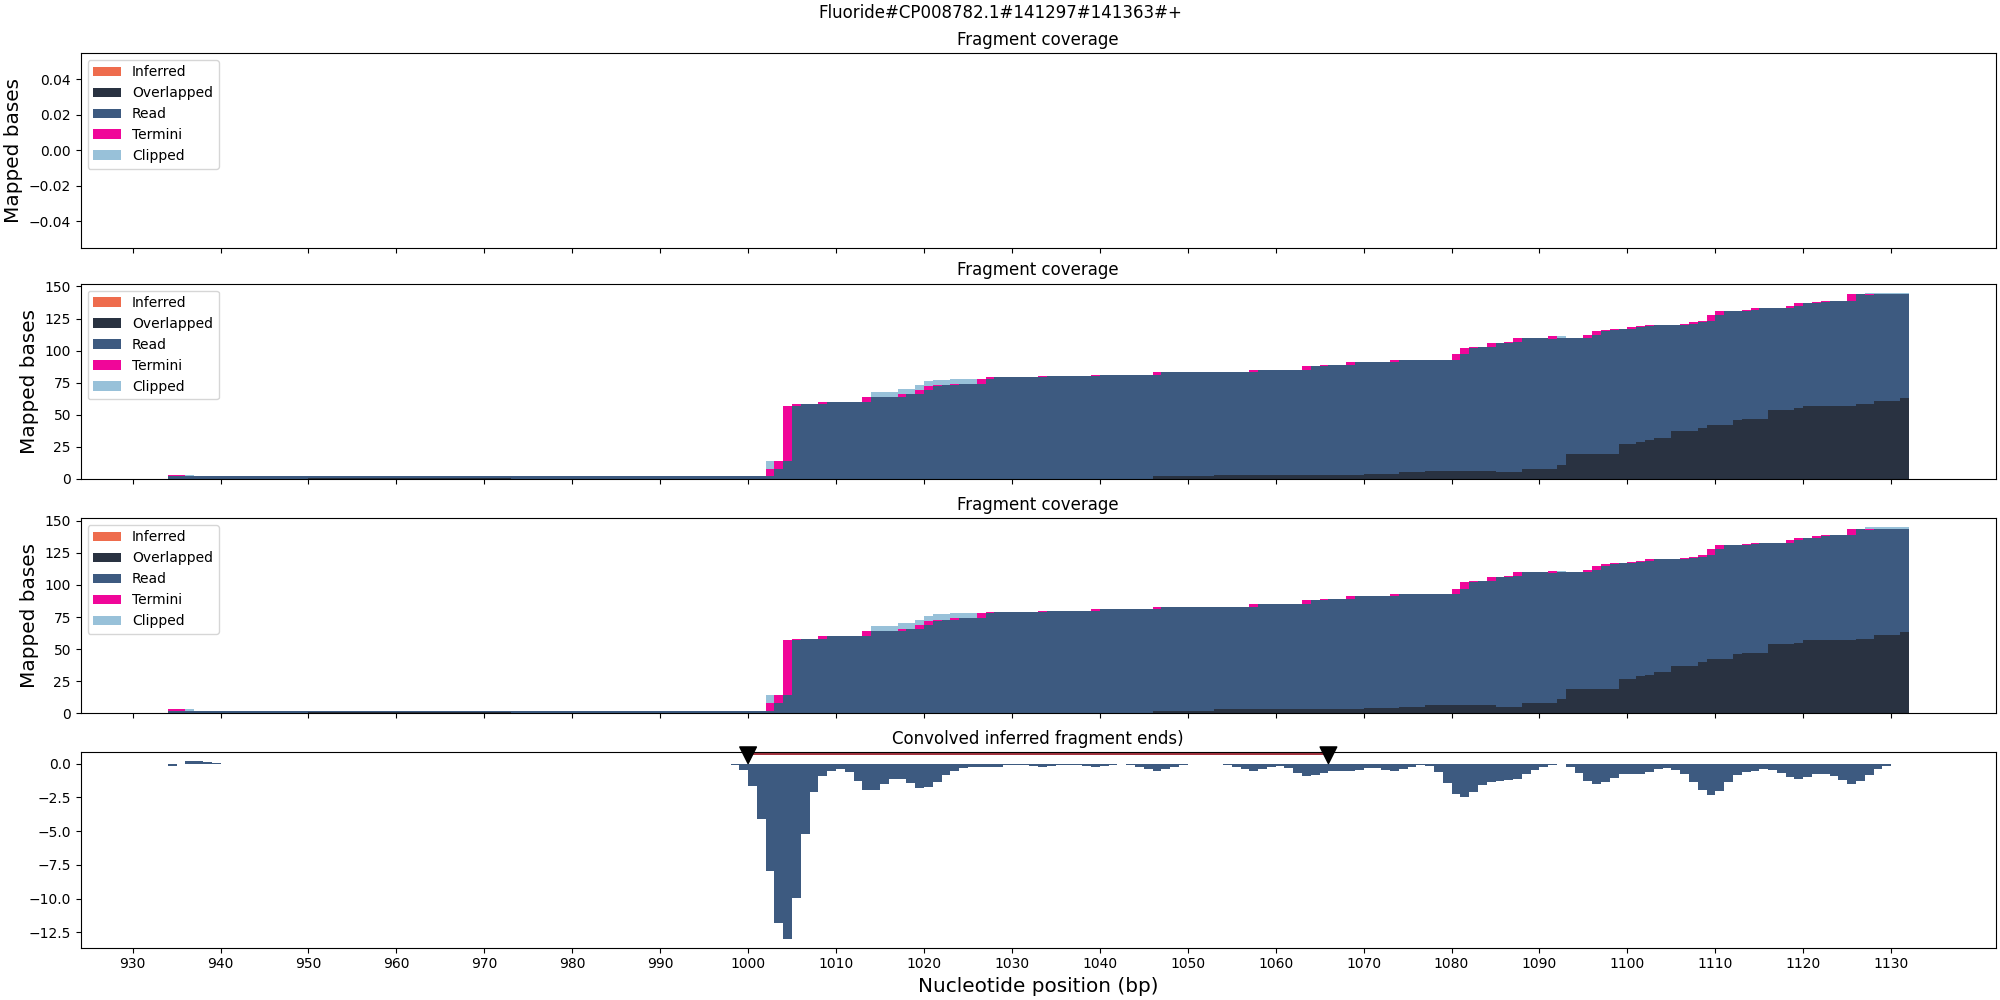 Fluoride#CP008782.1#141297#141363#+
Fragment coverage
Mapped bases
0.04
0.02
0.00
−0.02
−0.04
Inferred
Overlapped
Read
Termini
Clipped
Fragment coverage
Mapped bases
150
125
100
75
50
25
0
Inferred
Overlapped
Read
Termini
Clipped
Fragment coverage
Mapped bases
150
125
100
75
50
25
0
Inferred
Overlapped
Read
Termini
Clipped
Convolved inferred fragment ends)
0.0
−2.5
−5.0
−7.5
−10.0
−12.5
930 940 950 960 970 980 990 1000 1010 1020 1030 1040 1050 1060 1070 1080 1090 1100 1110 1120 1130
Nucleotide position (bp)